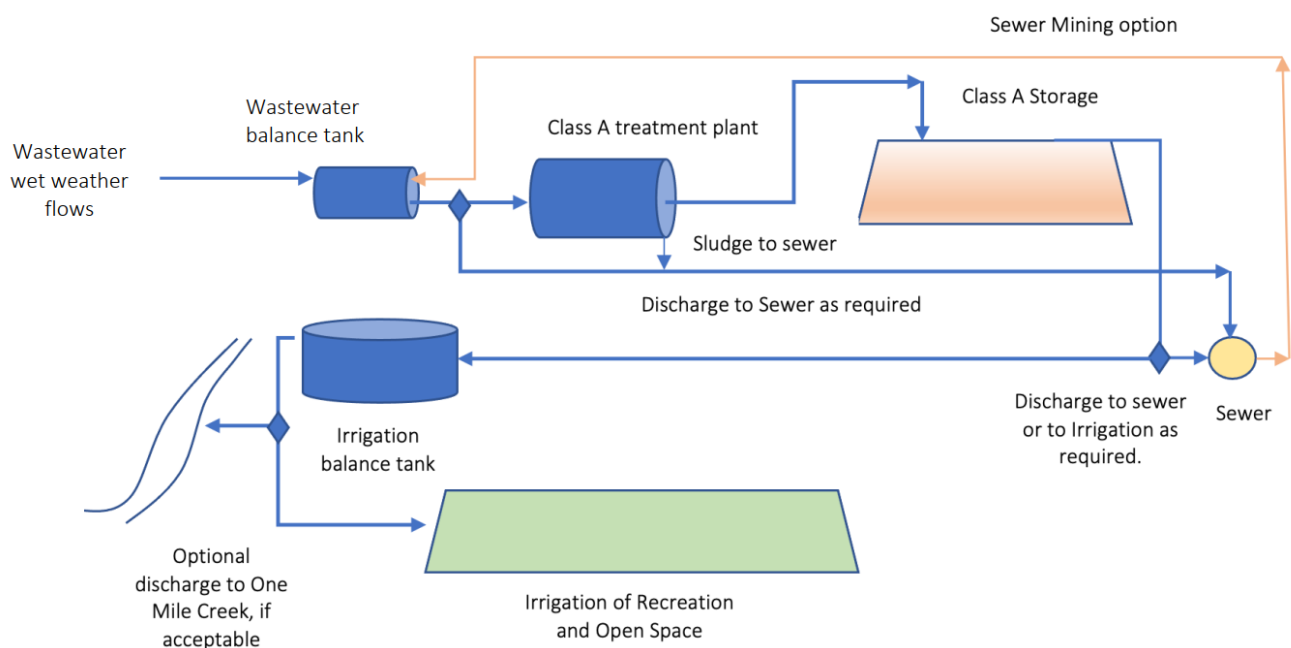 Sewer Mining option
Wastewater
balance tank
Class A Storage
Class A treatment plant
Wastewater
wet weather
flows
Sludge to sewer
Discharge to Sewer as required
Discharge to sewer
or to Irrigation as
required.
Sewer
Irrigation
balance tank
Optional
discharge to One
Mile Creek, if
acceptable
Irrigation of Recreation
and Open Space